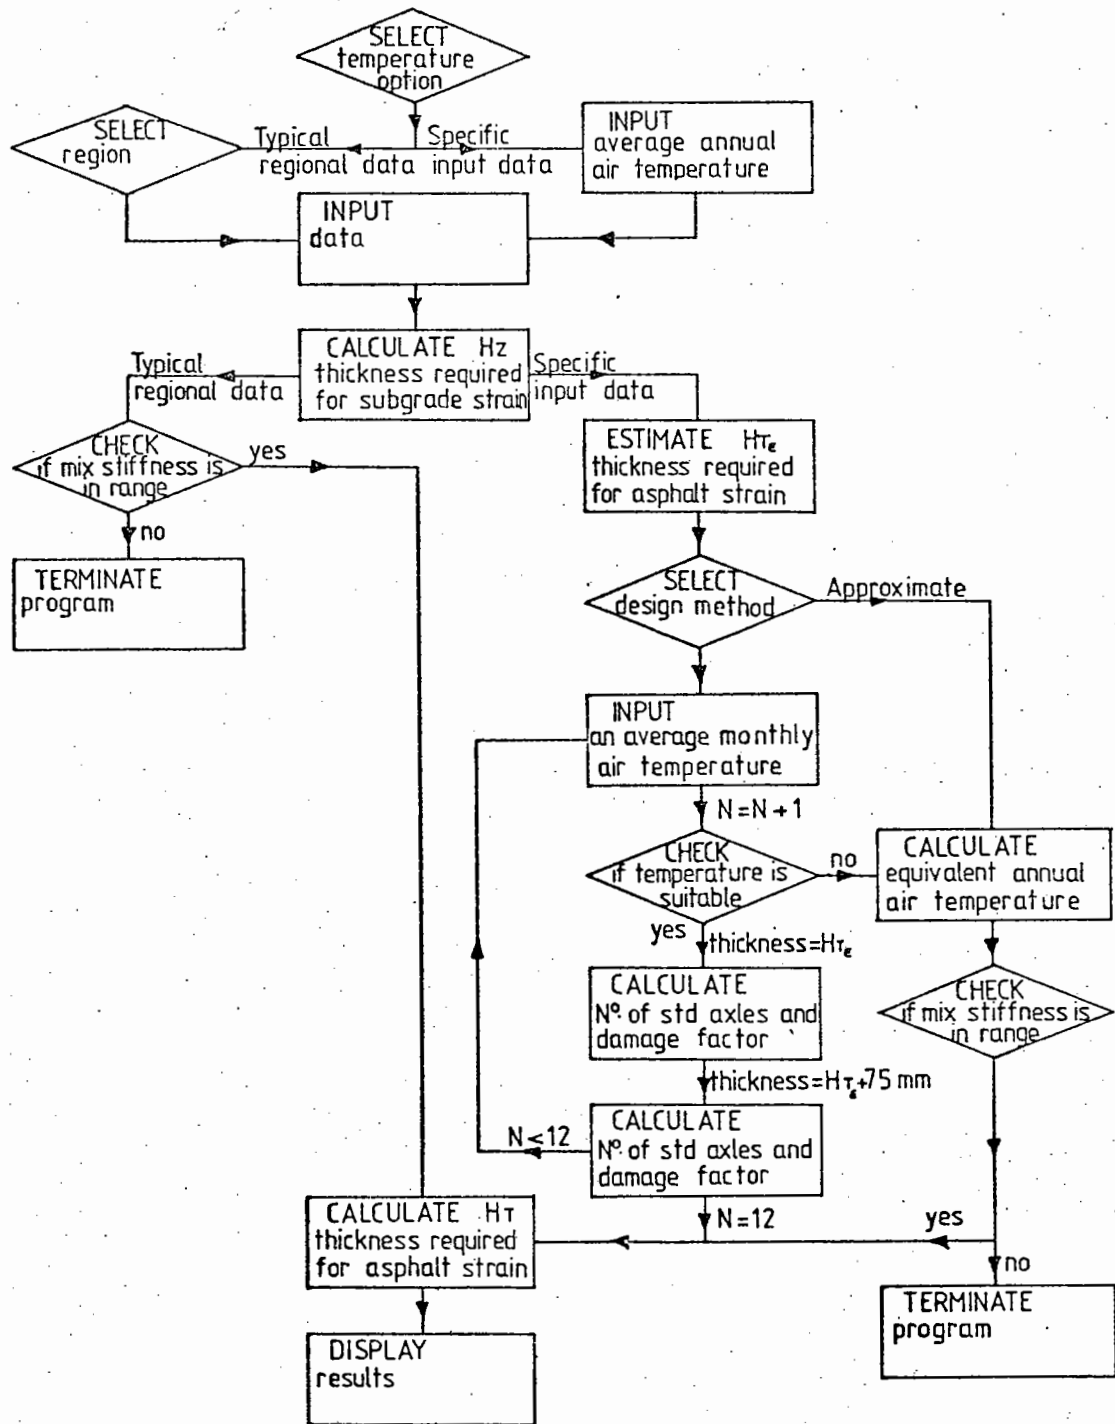 SELECT
temperature
option
SELECT
region
Typical
regional data
Specific
input data
INPUT
average annual
air temperature
INPUT
data
CALCULATE Hz
thickness required
for subgrade strain
Typical
regional data
Specific
input data
CHECK
if mix stiffness is
in range
yes
no
TERMINATE
program
ESTIMATE HTε
thickness required
for asphalt strain
SELECT
design method
Approximate
INPUT
an average monthly
air temperature
N=N+1
CHECK
if temperature is
suitable
no
yes
CALCULATE
equivalent annual
air temperature
thickness=HTε
CALCULATE
Nº of std axles and
damage factor
CHECK
if mix stiffness is
in range
thickness=HTε+75 mm
CALCULATE
Nº of std axles and
damage factor
N<12
N=12
yes
no
CALCULATE HT
thickness required
for asphalt strain
TERMINATE
program
DISPLAY
results